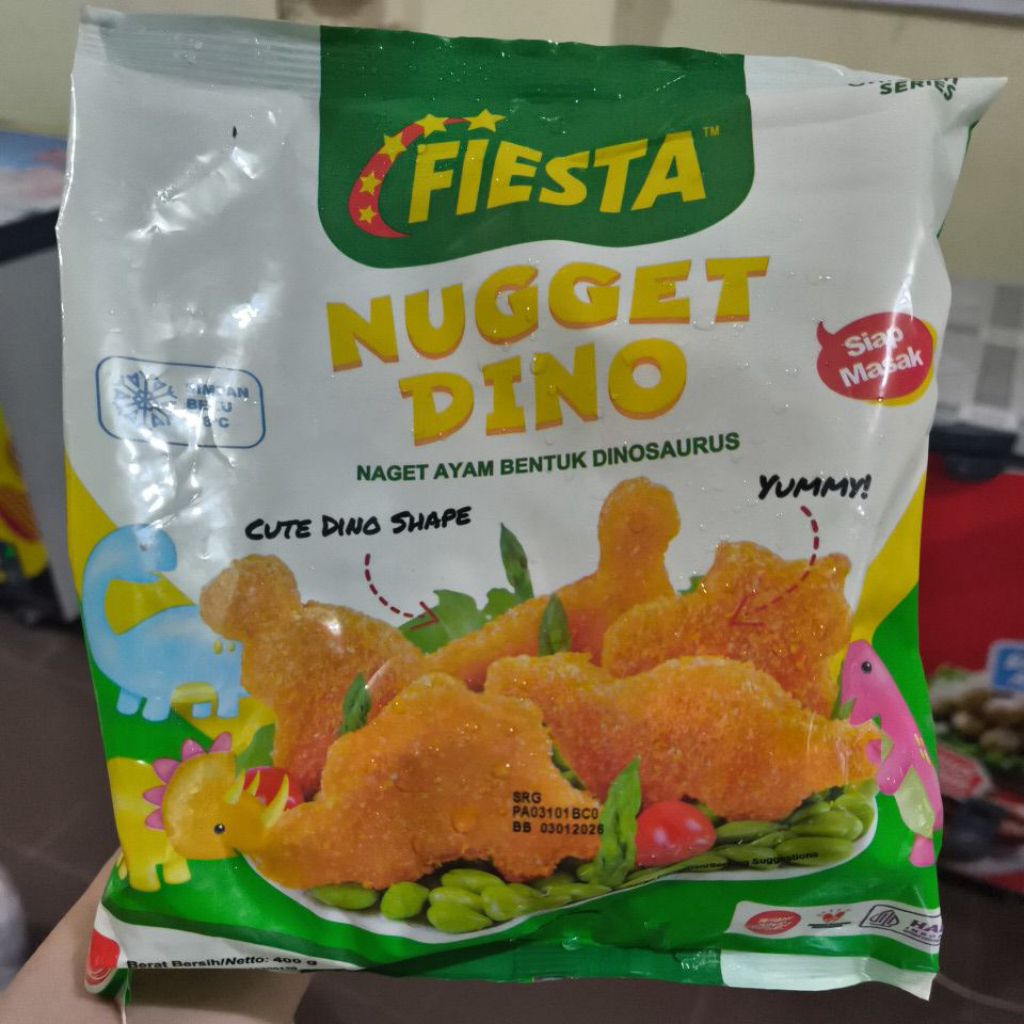 SERIES
FIESTA™
NUGGET
DINO
Siap
Masak
NAGET AYAM BENTUK DINOSAURUS
CUTE DINO SHAPE
YUMMY!
SRG
PA03101BC0
BB 03012026
Suggestions
Berat Bersih/Netto: 400 g